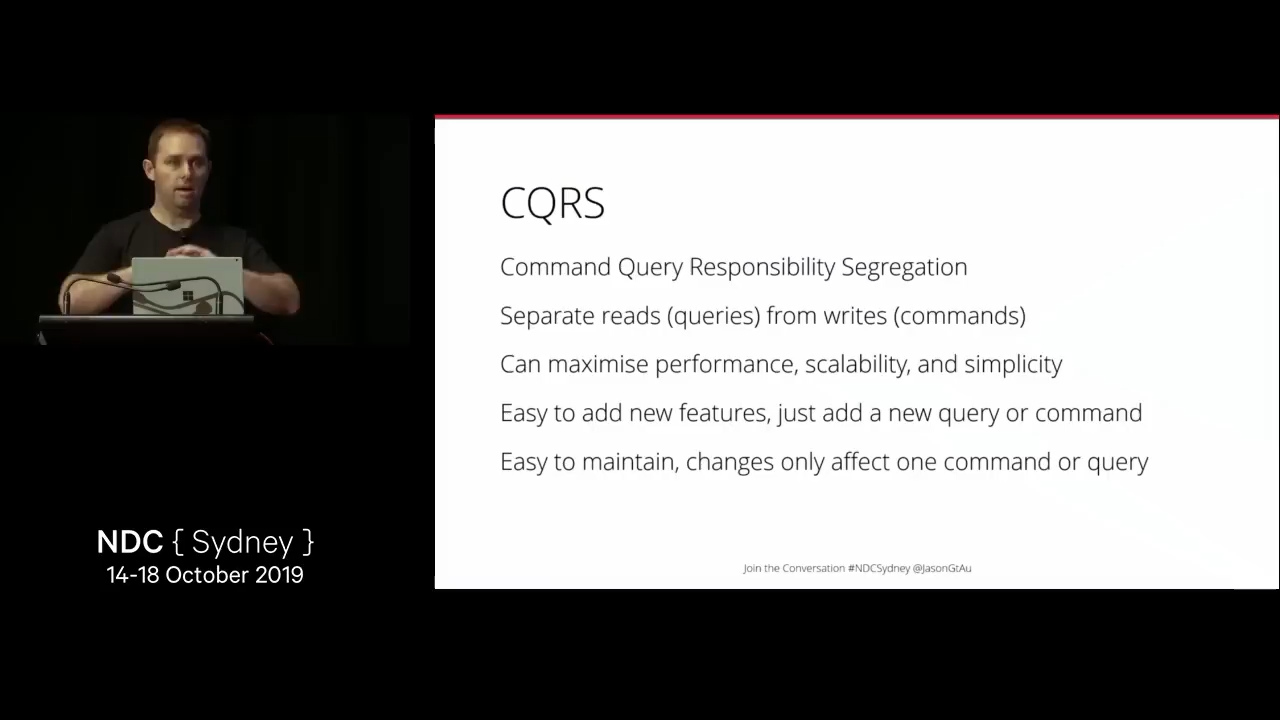 CQRS
Command Query Responsibility Segregation
Separate reads (queries) from writes (commands)
Can maximise performance, scalability, and simplicity
Easy to add new features, just add a new query or command
Easy to maintain, changes only affect one command or query
Join the Conversation #NDCSydney @JasonGtAu
NDC { Sydney }
14-18 October 2019